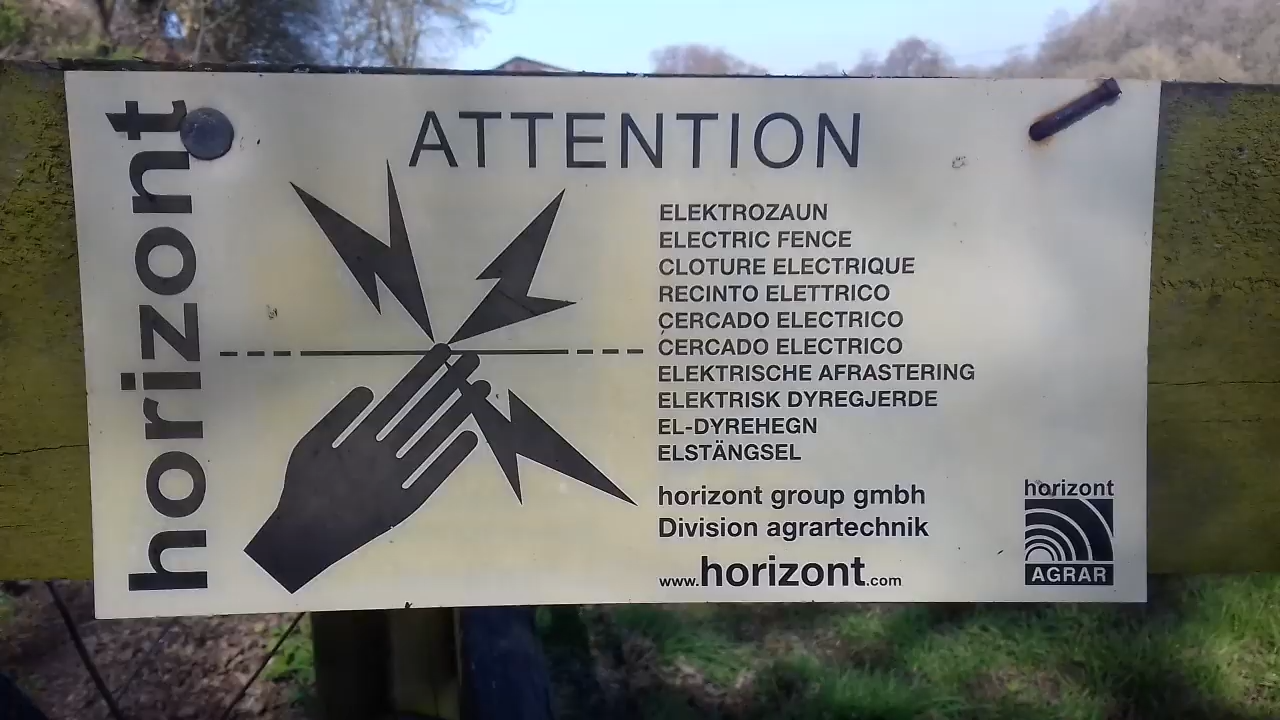 horizont
ATTENTION
ELEKTROZAUN
ELECTRIC FENCE
CLOTURE ELECTRIQUE
RECINTO ELETTRICO
CERCADO ELECTRICO
CERCADO ELECTRICO
ELEKTRISCHE AFRASTERING
ELEKTRISK DYREGJERDE
EL-DYREHEGN
ELSTÄNGSEL
horizont group gmbh
Division agrartechnik
www.horizont.com
horizont
AGRAR